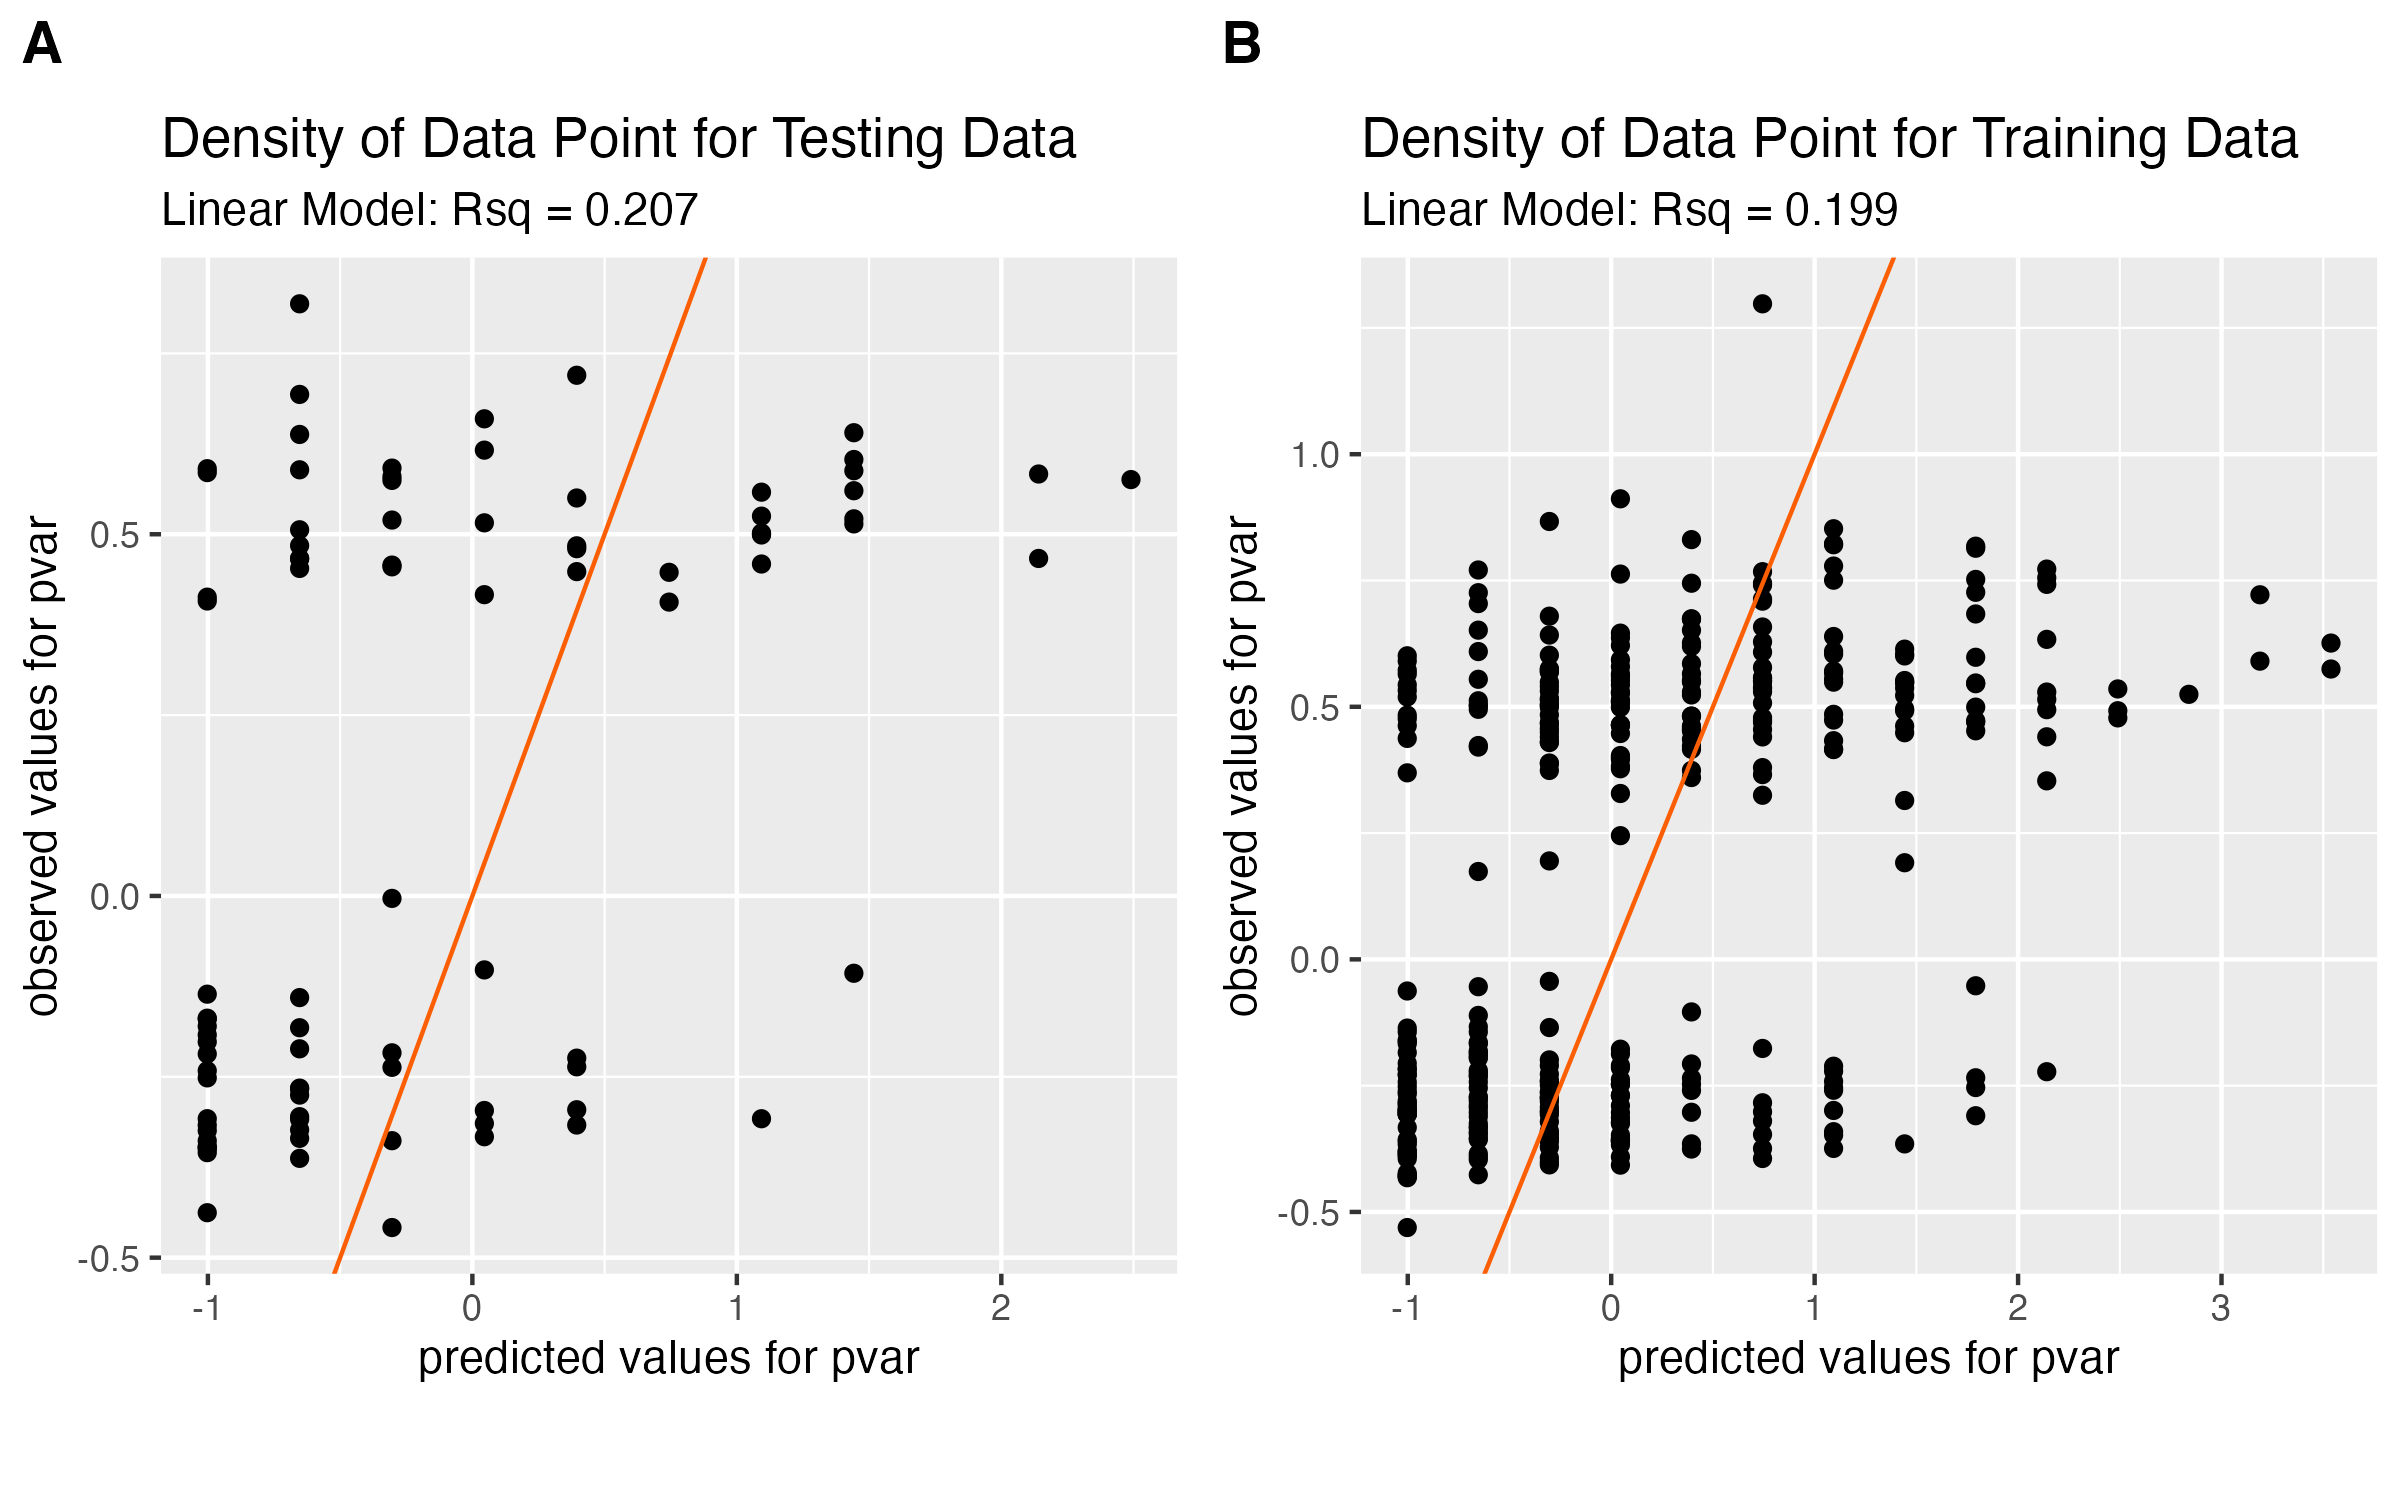 A
Density of Data Point for Testing Data
Linear Model: Rsq = 0.207
observed values for pvar
0.5
0.0
-0.5
-1
0
1
2
predicted values for pvar
B
Density of Data Point for Training Data
Linear Model: Rsq = 0.199
observed values for pvar
1.0
0.5
0.0
-0.5
-1
0
1
2
3
predicted values for pvar